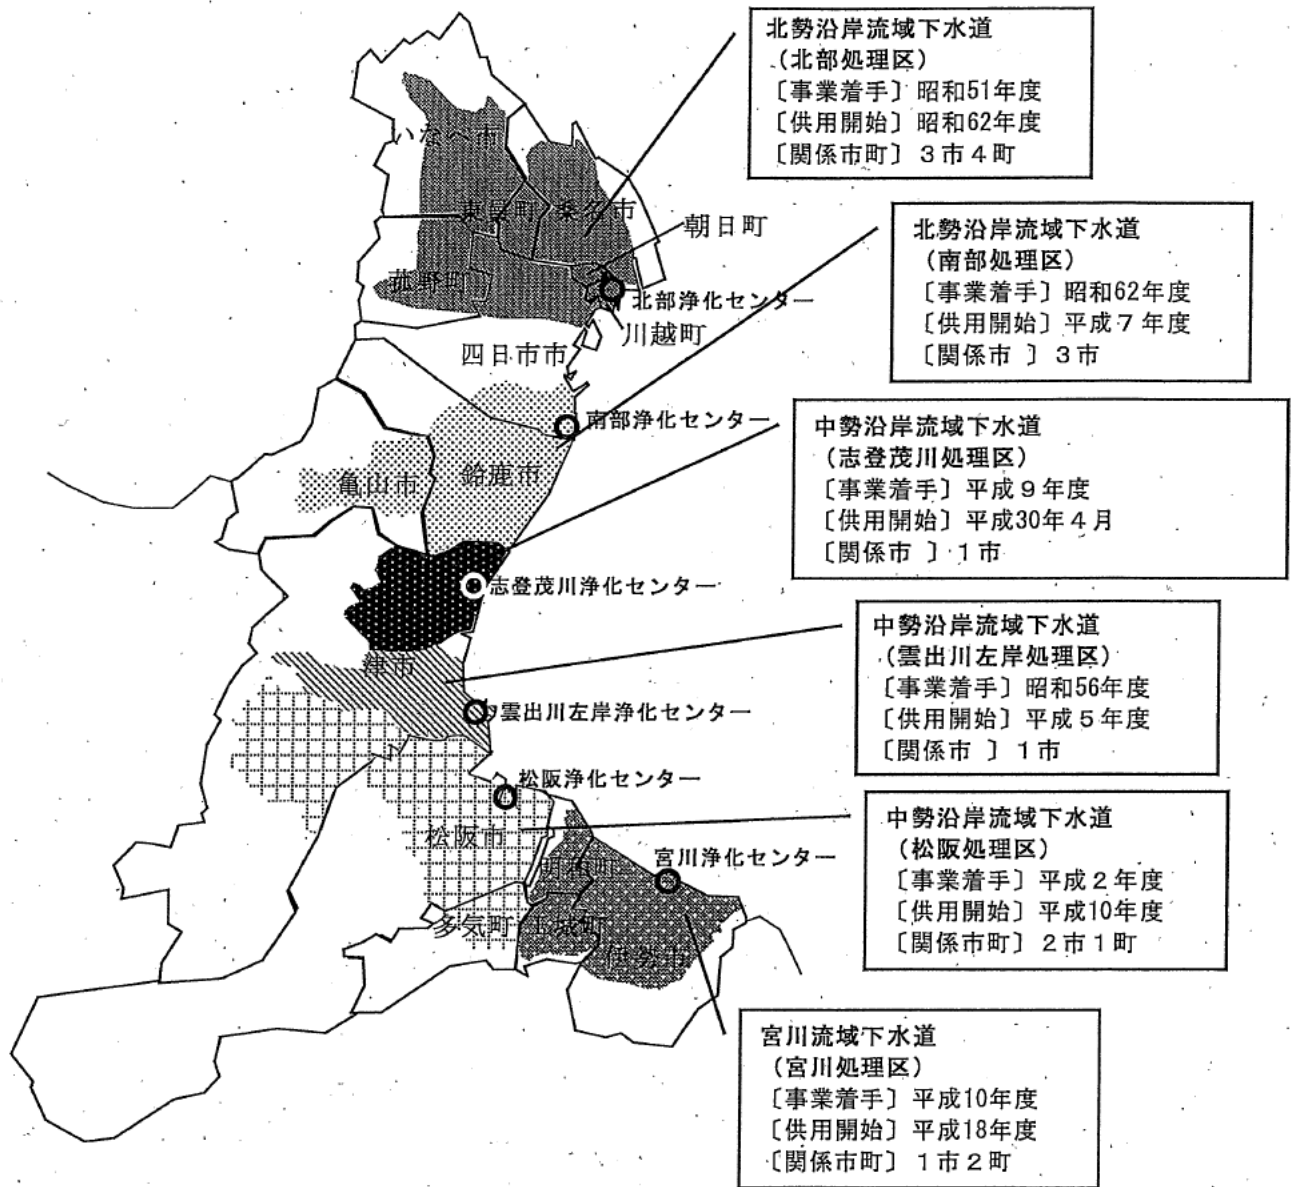 北勢沿岸流域下水道
(北部処理区)
〔事業着手〕昭和51年度
〔供用開始〕昭和62年度
〔関係市町〕3市4町
北勢沿岸流域下水道
(南部処理区)
〔事業着手〕昭和62年度
〔供用開始〕平成7年度
〔関係市 〕3市
中勢沿岸流域下水道
(志登茂川処理区)
〔事業着手〕平成9年度
〔供用開始〕平成30年4月
〔関係市 〕1市
中勢沿岸流域下水道
(雲出川左岸処理区)
〔事業着手〕昭和56年度
〔供用開始〕平成5年度
〔関係市 〕1市
中勢沿岸流域下水道
(松阪処理区)
〔事業着手〕平成2年度
〔供用開始〕平成10年度
〔関係市町〕2市1町
宮川流域下水道
(宮川処理区)
〔事業着手〕平成10年度
〔供用開始〕平成18年度
〔関係市町〕1市2町
いなべ市
東員町
桑名市
朝日町
菰野町
北部浄化センター
川越町
四日市市
南部浄化センター
鈴鹿市
亀山市
志登茂川浄化センター
津市
雲出川左岸浄化センター
松阪浄化センター
松阪市
宮川浄化センター
明和町
多気町
玉城町
伊勢市